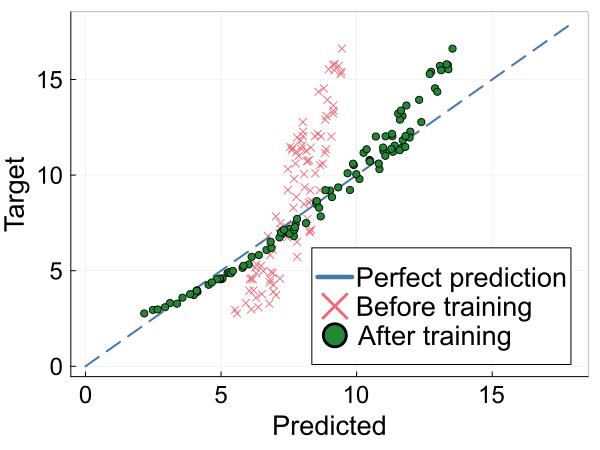 15
10
5
0
Target
Perfect prediction
Before training
After training
0 5 10 15
Predicted